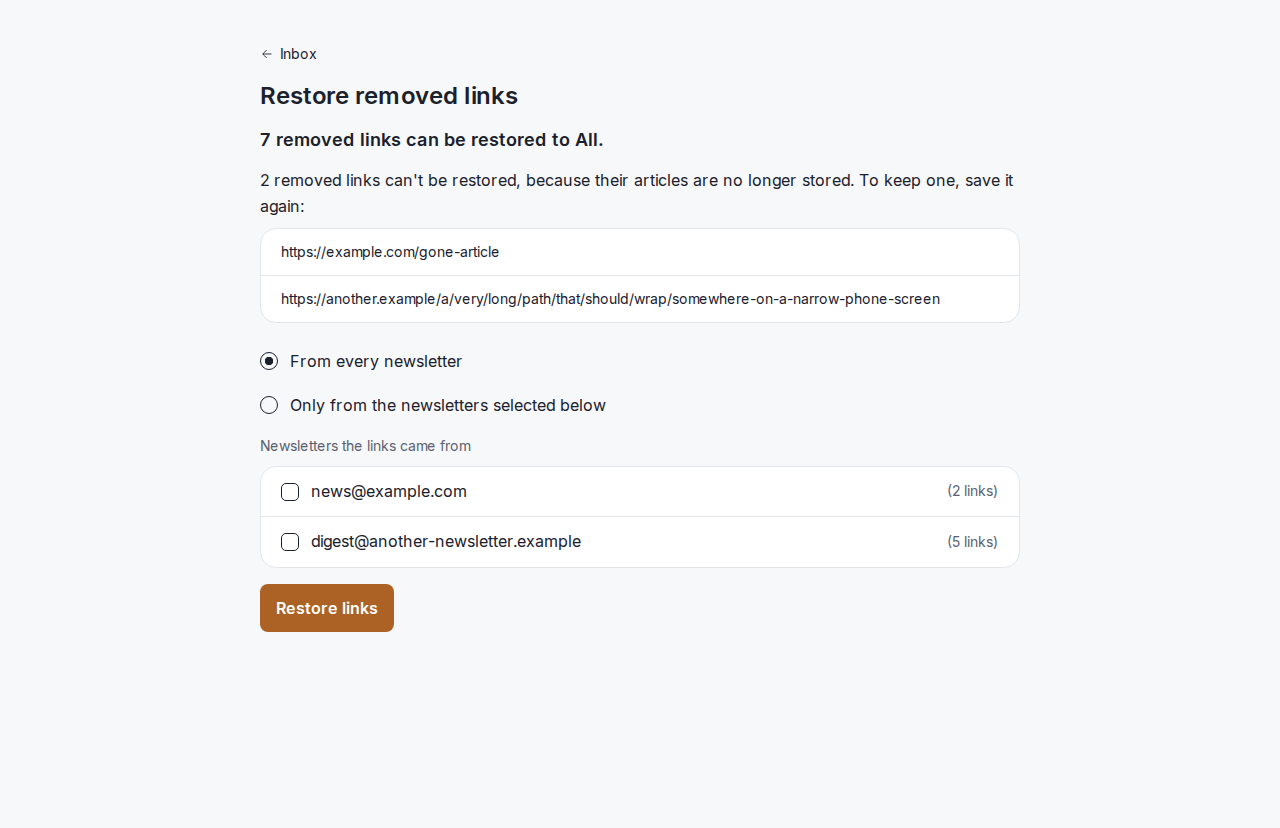 ← Inbox
Restore removed links
7 removed links can be restored to All.
2 removed links can't be restored, because their articles are no longer stored. To keep one, save it
again:
https://example.com/gone-article
https://another.example/a/very/long/path/that/should/wrap/somewhere-on-a-narrow-phone-screen
From every newsletter
Only from the newsletters selected below
Newsletters the links came from
news@example.com (2 links)
digest@another-newsletter.example (5 links)
Restore links